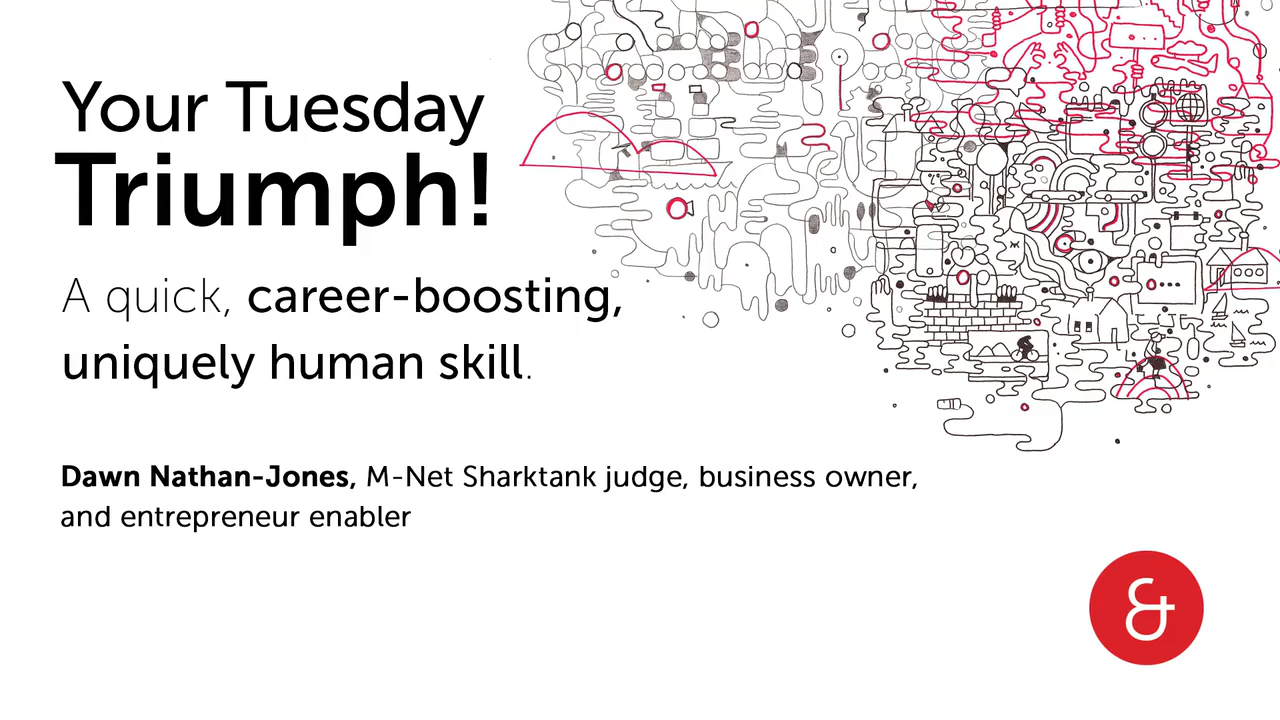 Your Tuesday
Triumph!
A quick, career-boosting,
uniquely human skill.
Dawn Nathan-Jones, M-Net Sharktank judge, business owner,
and entrepreneur enabler
&